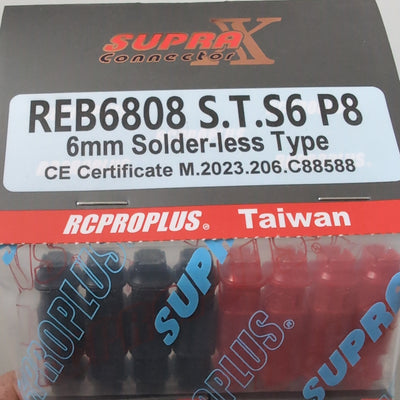 SUPRA X
Connector
REB6808 S.T.S6 P8
6mm Solder-less Type
CE Certificate M.2023.206.C88588
RCPROPLUS® Taiwan
RCPROPLUS
SUPRA
RCPROPLUS
SUPRA